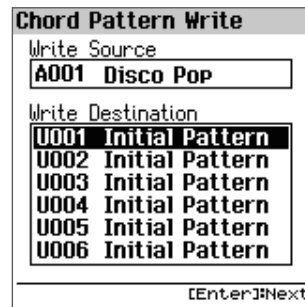 Chord Pattern Write
Write Source
A001 Disco Pop
Write Destination
U001 Initial Pattern
U002 Initial Pattern
U003 Initial Pattern
U004 Initial Pattern
U005 Initial Pattern
U006 Initial Pattern
[Enter]:Next